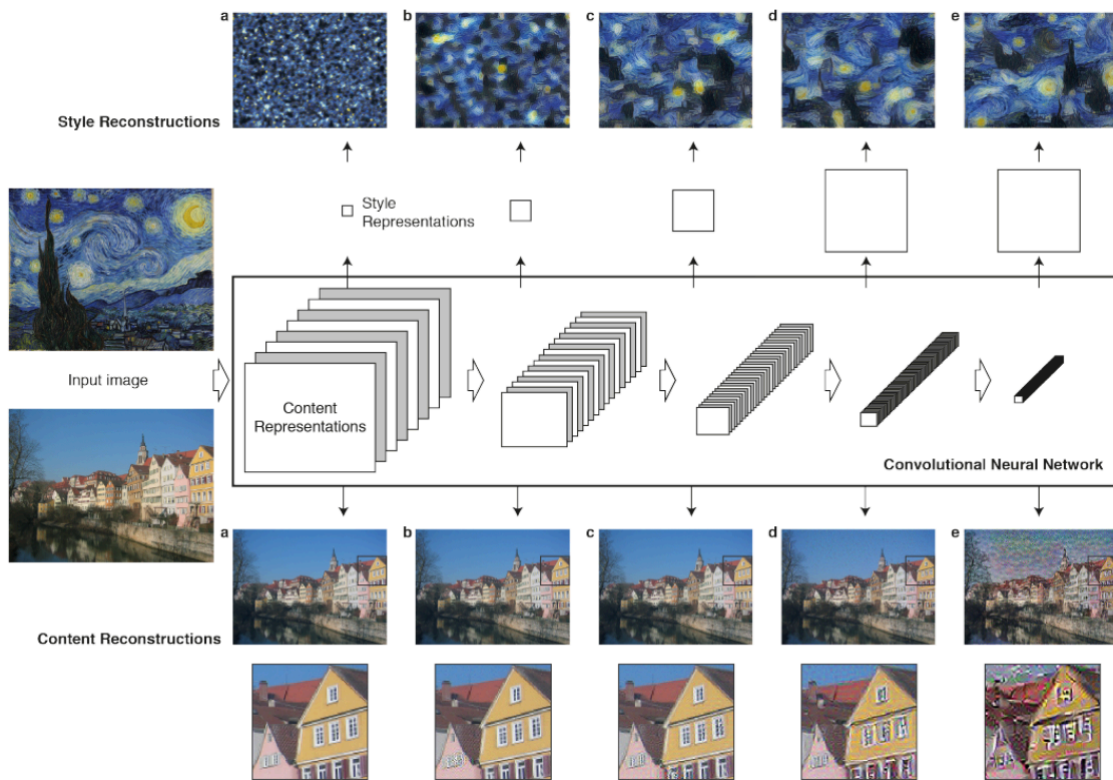 a
b
c
d
e
Style Reconstructions
Style
Representations
Input image
Content
Representations
Convolutional Neural Network
a
b
c
d
e
Content Reconstructions